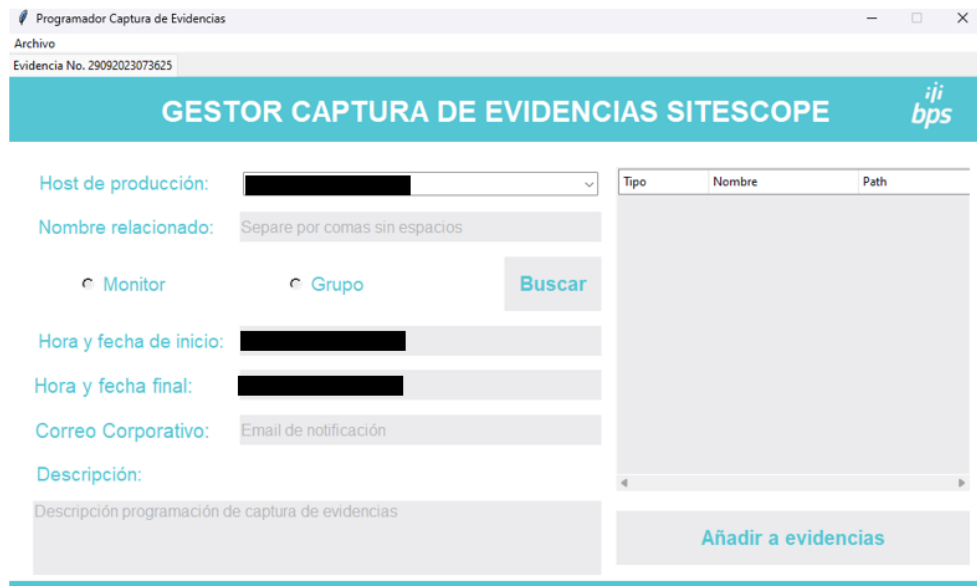 Programador Captura de Evidencias
Archivo
Evidencia No. 29092023073625
GESTOR CAPTURA DE EVIDENCIAS SITESCOPE
bps
Host de producción:
Nombre relacionado: Separe por comas sin espacios
Monitor Grupo Buscar
Hora y fecha de inicio:
Hora y fecha final:
Correo Corporativo: Email de notificación
Descripción:
Descripción programación de captura de evidencias
Tipo Nombre Path
Añadir a evidencias